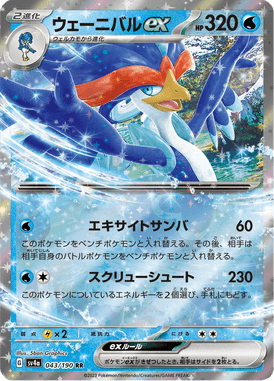 2進化
ウェーニバルex
HP320
ウェルカモから進化
エキサイトサンバ 60
このポケモンをベンチポケモンと入れ替える。その後、相手は
相手自身のバトルポケモンをベンチポケモンと入れ替える。
スクリューシュート 230
このポケモンについているエネルギーを2個選び、手札にもどす。
弱点 ×2 抵抗力 にげる
exルール
ポケモンexがきぜつしたとき、相手はサイドを2枚とる。
Illus. 5ban Graphics
G sv4a 043/190 RR
©2023 Pokémon/Nintendo/Creatures/GAME FREAK.